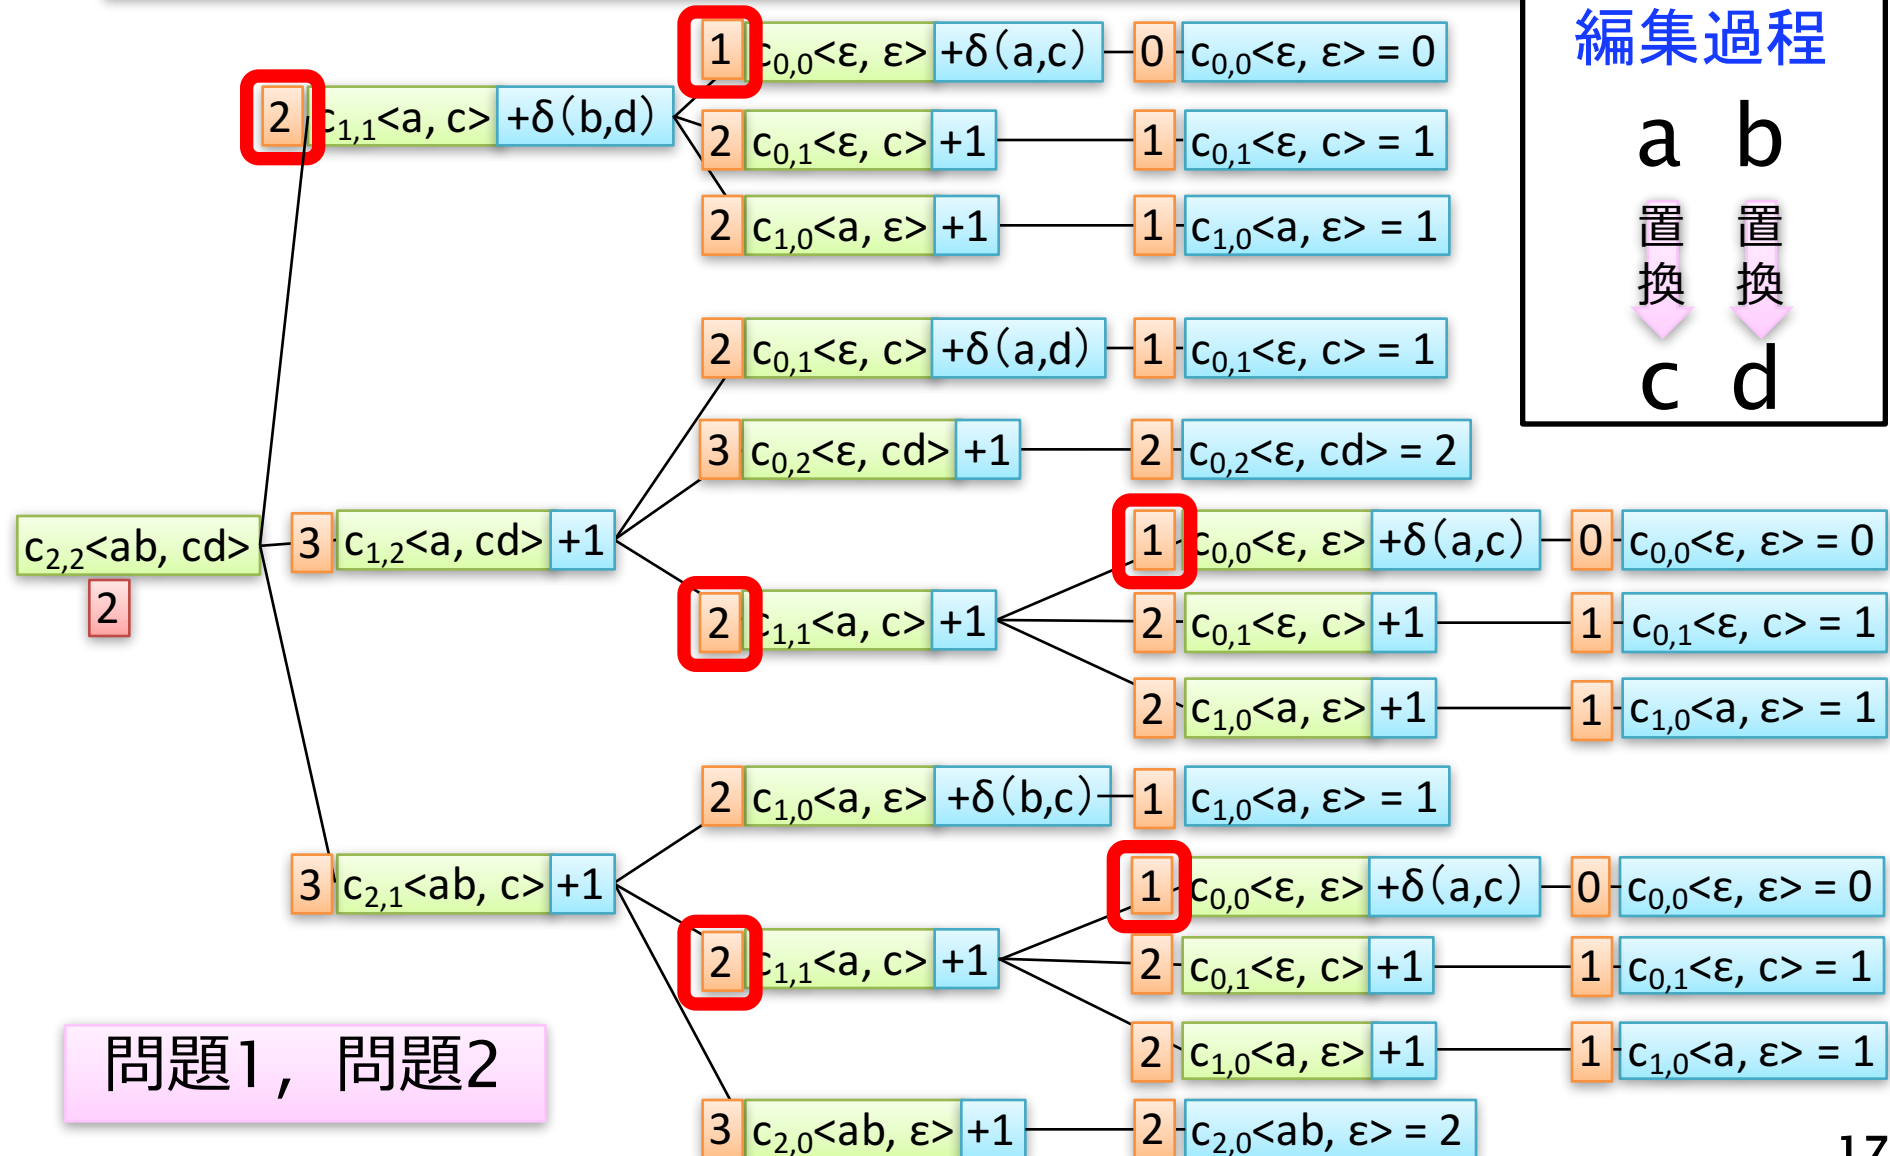 1 c0,0<ε, ε> +δ(a,c) 0 c0,0<ε, ε> = 0
2 c1,1<a, c> +δ(b,d)
2 c0,1<ε, c> +1 1 c0,1<ε, c> = 1
2 c1,0<a, ε> +1 1 c1,0<a, ε> = 1
2 c0,1<ε, c> +δ(a,d) 1 c0,1<ε, c> = 1
3 c0,2<ε, cd> +1 2 c0,2<ε, cd> = 2
c2,2<ab, cd> 3 c1,2<a, cd> +1 1 c0,0<ε, ε> +δ(a,c) 0 c0,0<ε, ε> = 0
2
2 c1,1<a, c> +1 2 c0,1<ε, c> +1 1 c0,1<ε, c> = 1
2 c1,0<a, ε> +1 1 c1,0<a, ε> = 1
2 c1,0<a, ε> +δ(b,c) 1 c1,0<a, ε> = 1
3 c2,1<ab, c> +1 1 c0,0<ε, ε> +δ(a,c) 0 c0,0<ε, ε> = 0
2 c1,1<a, c> +1 2 c0,1<ε, c> +1 1 c0,1<ε, c> = 1
2 c1,0<a, ε> +1 1 c1,0<a, ε> = 1
3 c2,0<ab, ε> +1 2 c2,0<ab, ε> = 2
編集過程
a b
置換 置換
c d
問題1, 問題2
17